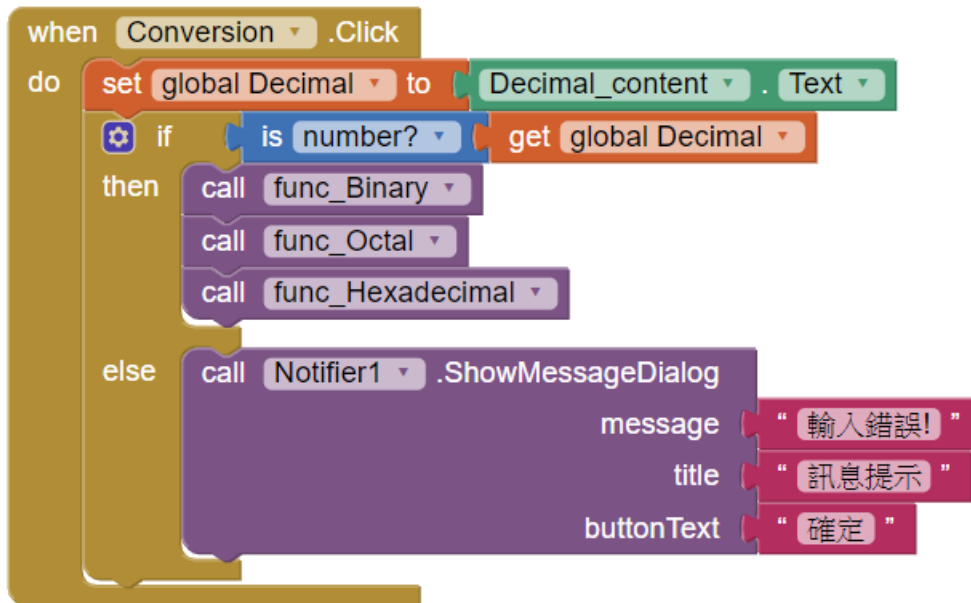 when Conversion .Click
do set global Decimal to Decimal_content . Text
if is number? get global Decimal
then call func_Binary
call func_Octal
call func_Hexadecimal
else call Notifier1 .ShowMessageDialog
message “ 輸入錯誤! ”
title “ 訊息提示 ”
buttonText “ 確定 ”